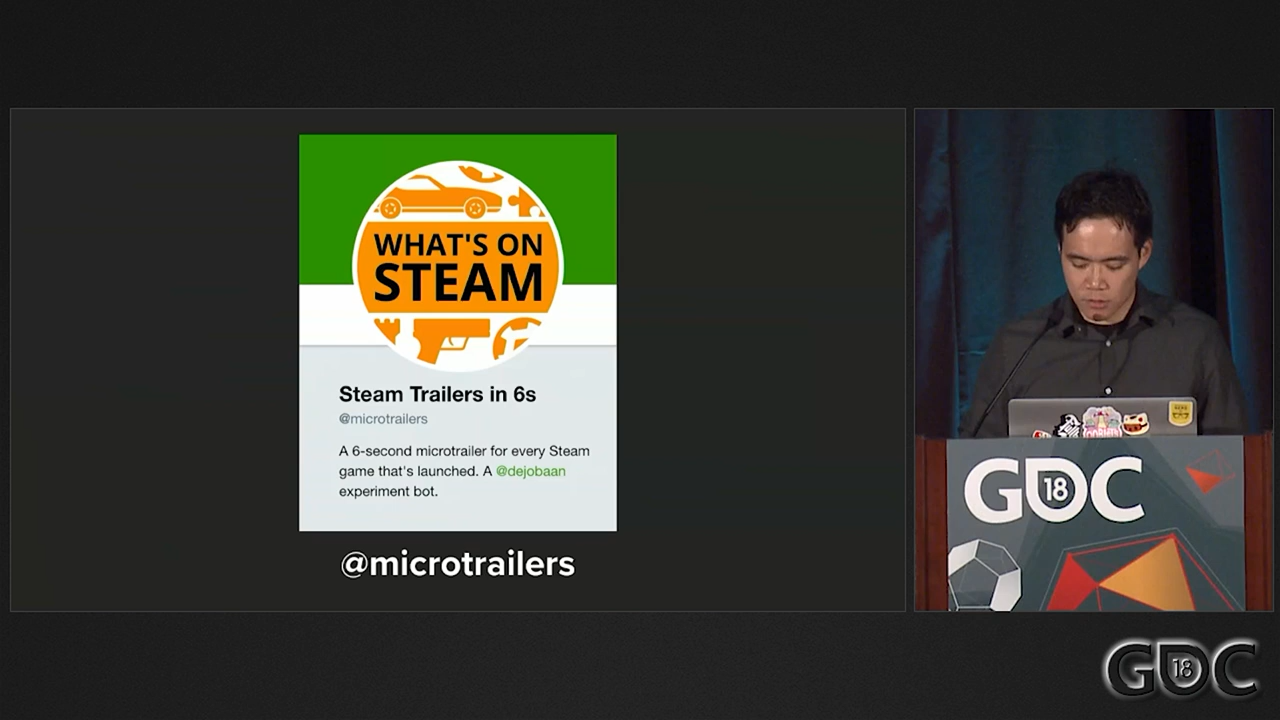 WHAT'S ON
STEAM
Steam Trailers in 6s
@microtrailers
A 6-second microtrailer for every Steam
game that's launched. A @dejobaan
experiment bot.
@microtrailers
GDC
18
GDC
18